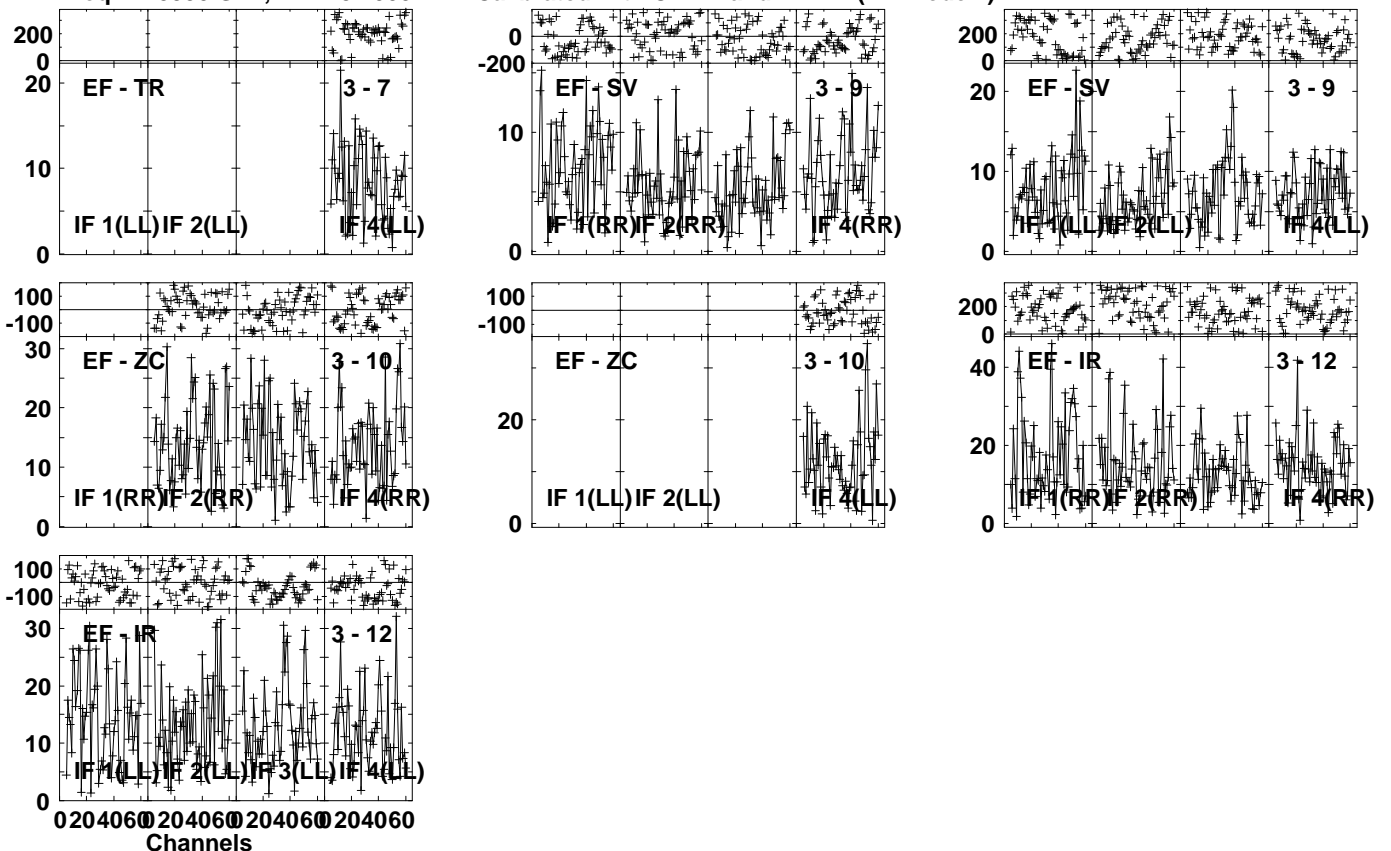 200
0
20
10
0
EF - TR
3 - 7
IF 1(LL) IF 2(LL) IF 4(LL)
0
-200
10
0
EF - SV
3 - 9
IF 1(RR) IF 2(RR) IF 4(RR)
200
0
20
10
0
EF - SV
3 - 9
IF 1(LL) IF 2(LL) IF 4(LL)
100
-100
30
20
10
0
EF - ZC
3 - 10
IF 1(RR) IF 2(RR) IF 4(RR)
100
-100
20
0
EF - ZC
3 - 10
IF 1(LL) IF 2(LL) IF 4(LL)
200
0
40
20
0
EF - IR
3 - 12
IF 1(RR) IF 2(RR) IF 4(RR)
100
-100
30
20
10
0
EF - IR
3 - 12
IF 1(LL) IF 2(LL) IF 3(LL) IF 4(LL)
0 20 40 60 0 20 40 60 0 20 40 60 0 20 40 60
Channels